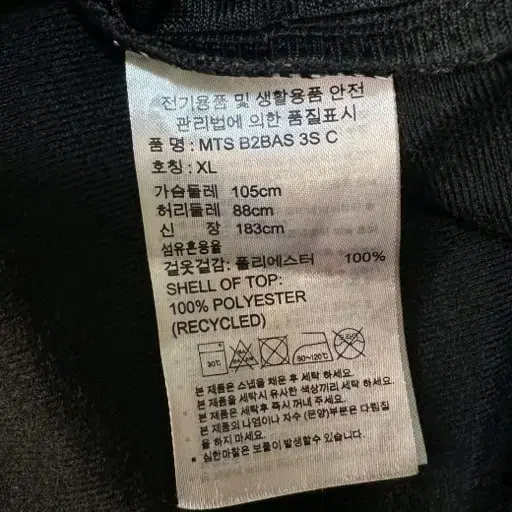 전기용품 및 생활용품 안전
관리법에 의한 품질표시
품 명 : MTS B2BAS 3S C
호칭 : XL
가슴둘레 105cm
허리둘레 88cm
신 장 183cm
섬유혼용율
겉옷겉감: 폴리에스터 100%
SHELL OF TOP:
100% POLYESTER
(RECYCLED)
30℃ 80~120℃
본 제품은 스냅을 채운 후 세탁 하세요.
본 제품을 세탁시 유사한 색상끼리 세탁 하세요.
본 제품은 세탁후 즉시 꺼내 주세요.
본 제품의 나염이나 자수 (문양)부분은 다림질
을 하지 마세요.
심한마찰은 보풀이 발생할수 있습니다.